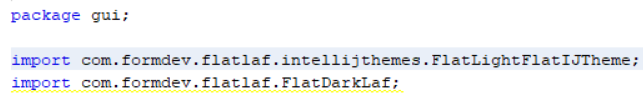 package gui;
import com.formdev.flatlaf.intellijthemes.FlatLightFlatIJTheme;
import com.formdev.flatlaf.FlatDarkLaf;